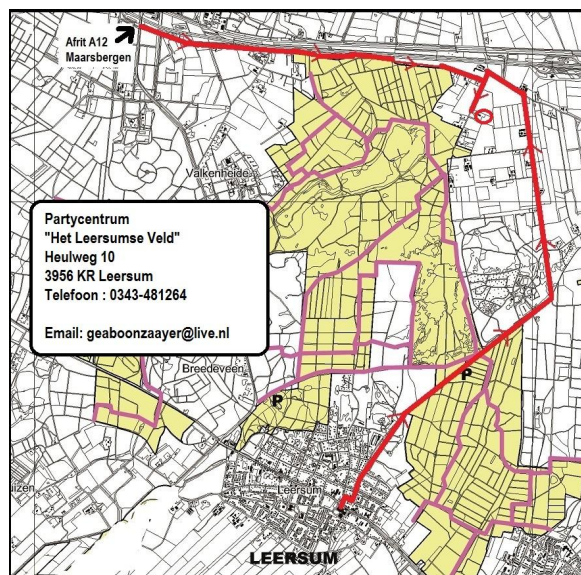 Afrit A12
Maarsbergen
Valkenheide
Partycentrum
"Het Leersumse Veld"
Heulweg 10
3956 KR Leersum
Telefoon : 0343-481264
Email: geaboonzaayer@live.nl
Breedeveen
P
P
uizen
Leersum
LEERSUM